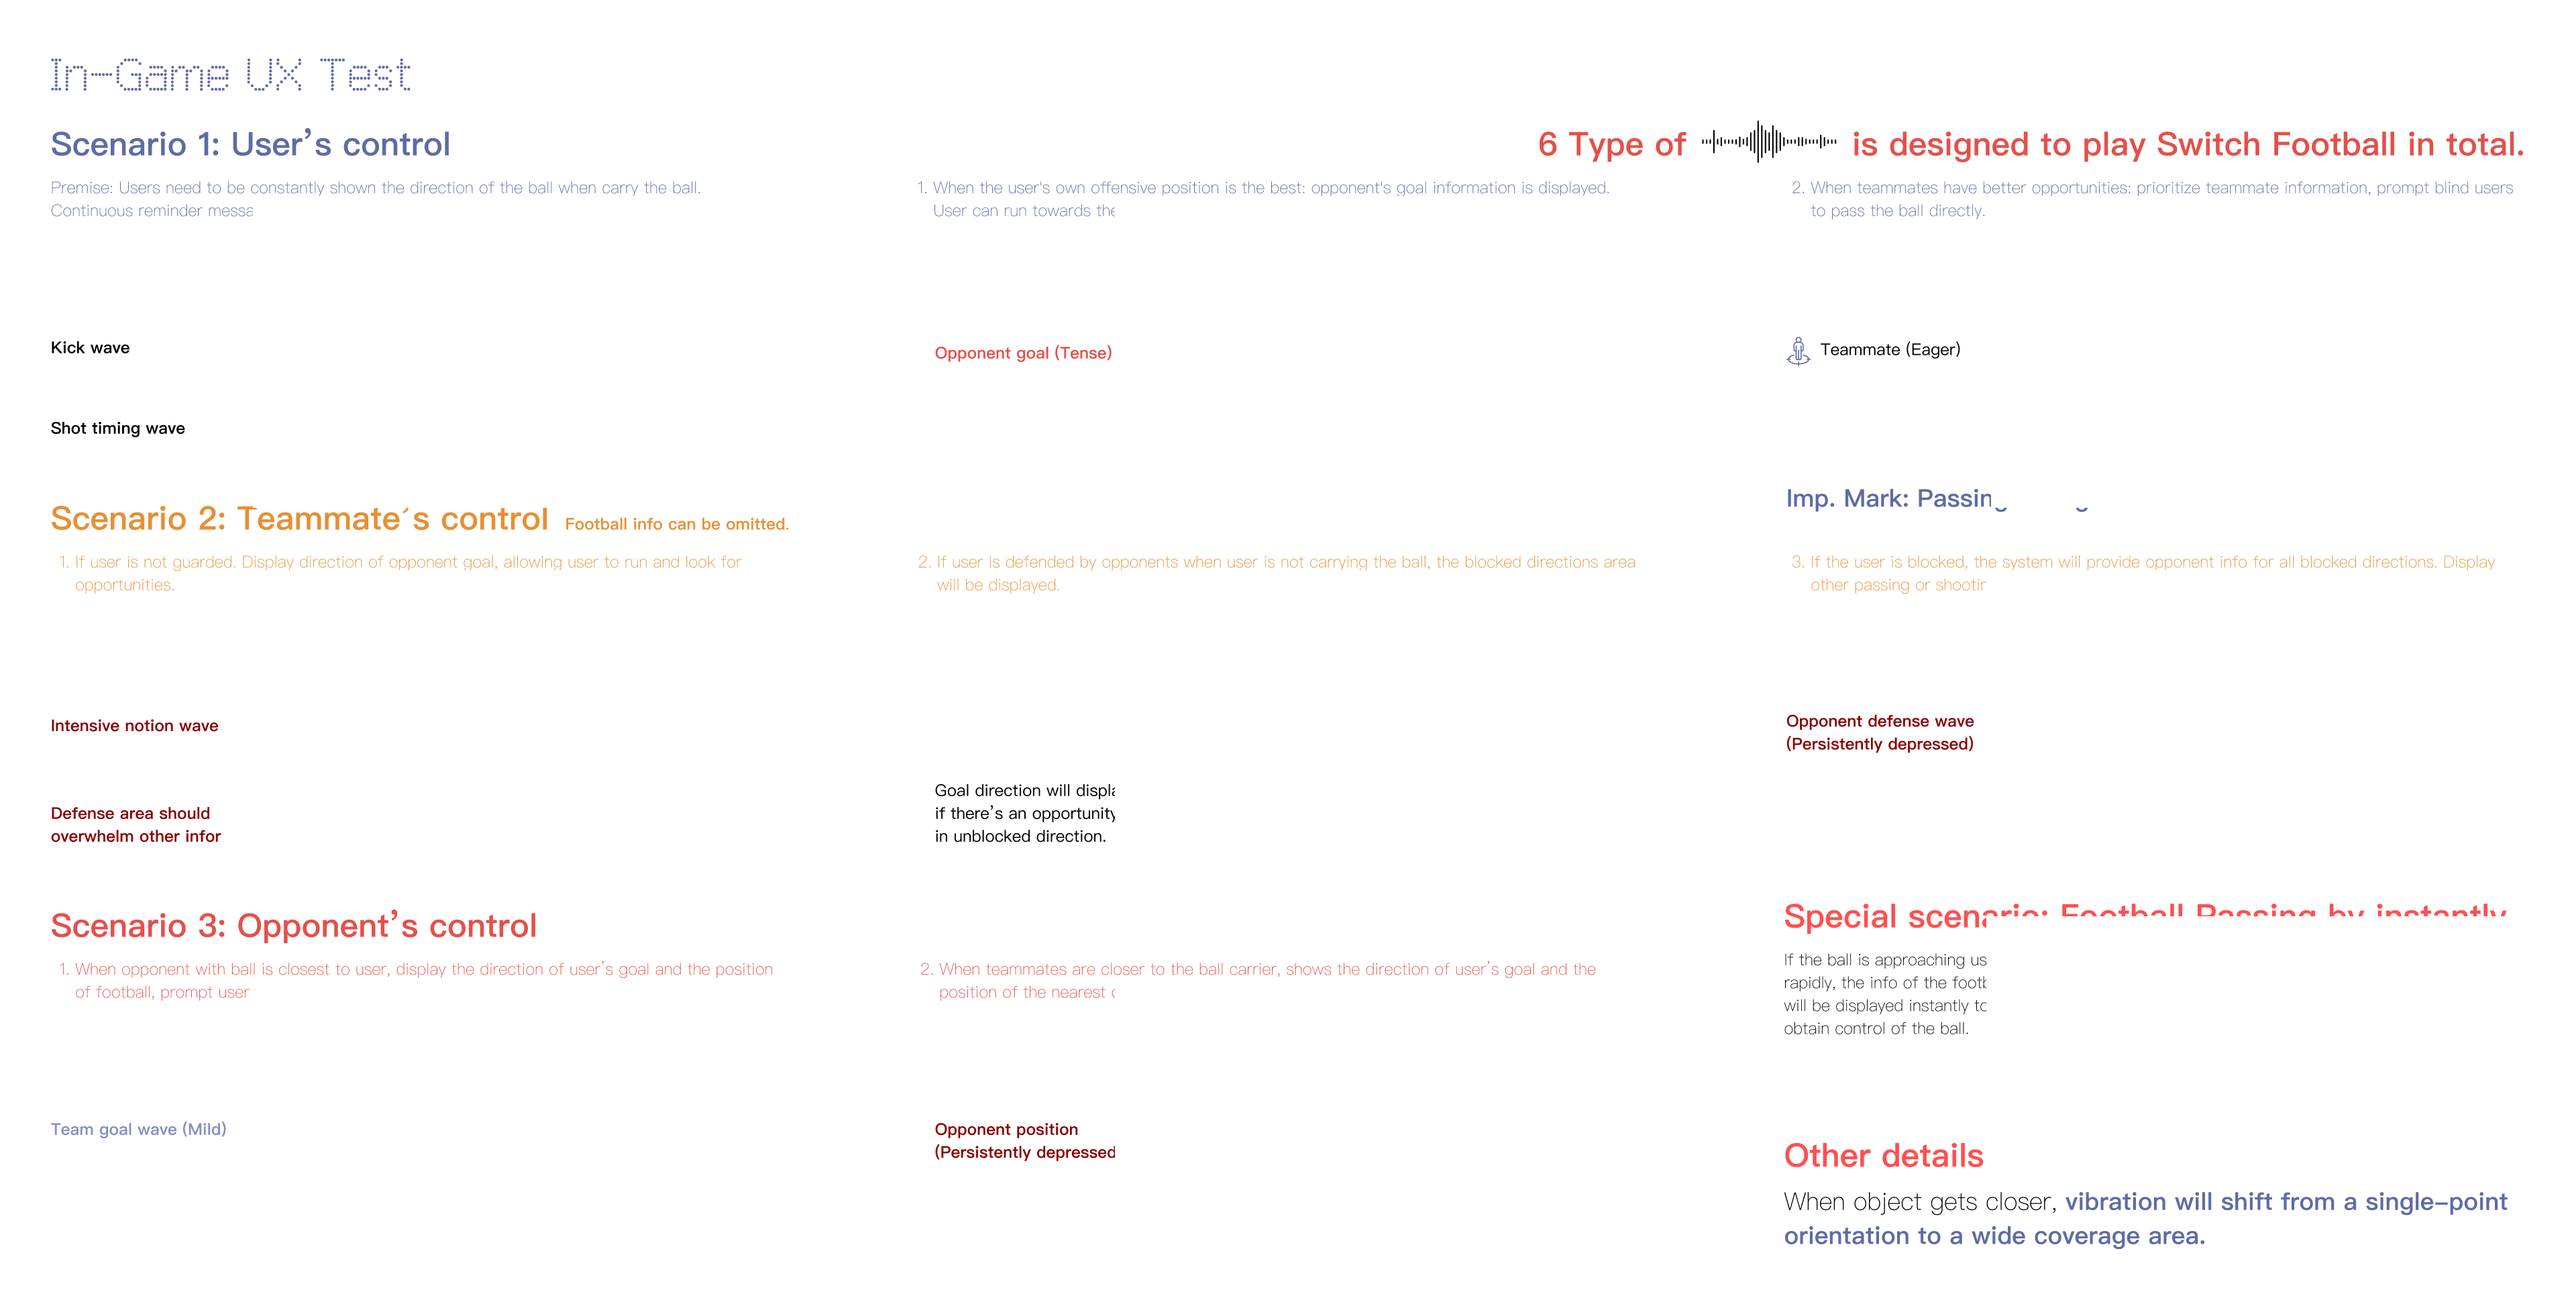 In-Game UX Test
Scenario 1: User’s control
6 Type of is designed to play Switch Football in total.
Premise: Users need to be constantly shown the direction of the ball when carry the ball.
Continuous reminder
1. When the user's own offensive position is the best: opponent's goal information is displayed.
User can run towards
2. When teammates have better opportunities: prioritize teammate information, prompt blind users
to pass the ball directly.
Kick wave
Opponent goal (Tense)
Teammate (Eager)
Shot timing wave
Scenario 2: Teammate´s control
Football info can be omitted.
Imp. Mark: Passing
1. If user is not guarded. Display direction of opponent goal, allowing user to run and look for
opportunities.
2. If user is defended by opponents when user is not carrying the ball, the blocked directions area
will be displayed.
3. If the user is blocked, the system will provide opponent info for all blocked directions. Display
other passing or
Intensive notion wave
Opponent defense wave
(Persistently depressed)
Defense area should
overwhelm other
Goal direction will
if there’s an opportunity
in unblocked direction.
Scenario 3: Opponent’s control
1. When opponent with ball is closest to user, display the direction of user’s goal and the position
of football, prompt user
2. When teammates are closer to the ball carrier, shows the direction of user’s goal and the
position of the nearest
Special scenario: Football Passing by instantly
If the ball is approaching
rapidly, the info of the
will be displayed instantly
obtain control of the ball.
Team goal wave (Mild)
Opponent position
(Persistently depressed
Other details
When object gets closer, vibration will shift from a single-point
orientation to a wide coverage area.